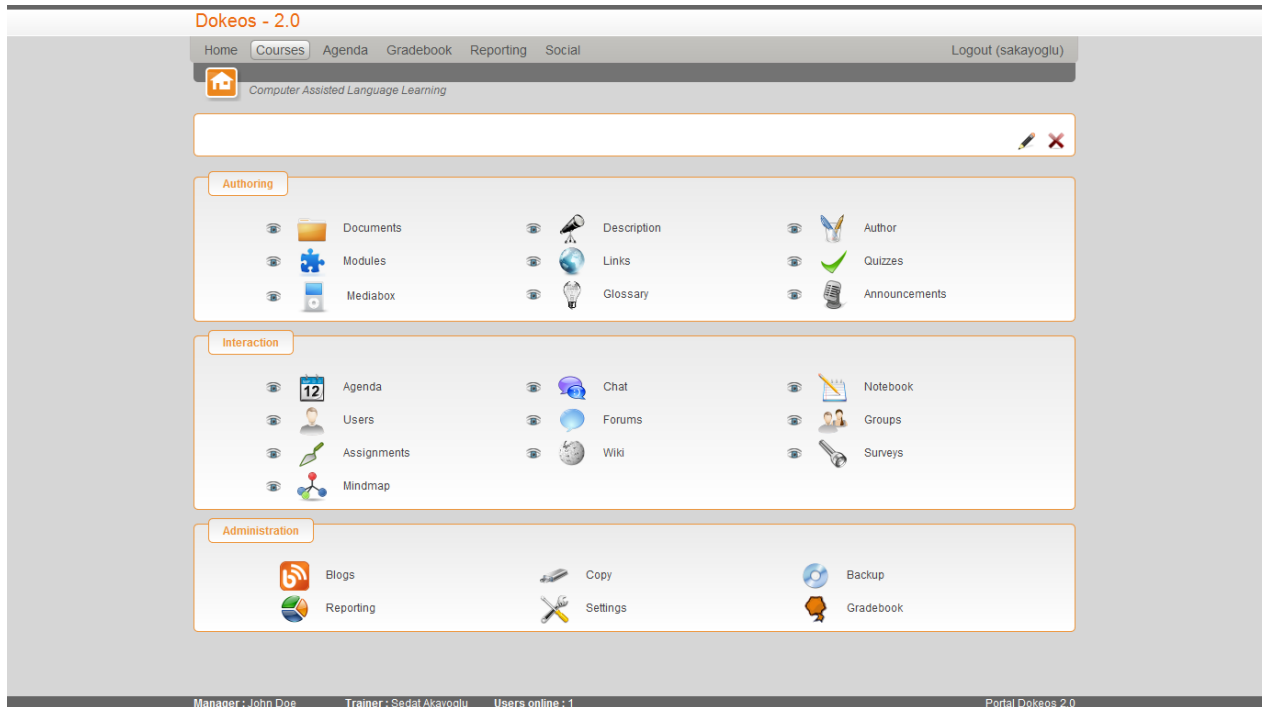 Dokeos - 2.0
Home Courses Agenda Gradebook Reporting Social Logout (sakayoglu)
Computer Assisted Language Learning
Authoring
Documents Description Author
Modules Links Quizzes
Mediabox Glossary Announcements
Interaction
12 Agenda Chat Notebook
Users Forums Groups
Assignments Wiki Surveys
Mindmap
Administration
Blogs Copy Backup
Reporting Settings Gradebook
Manager : John Doe Trainer : Sedat Akayoglu Users online : 1 Portal Dokeos 2.0